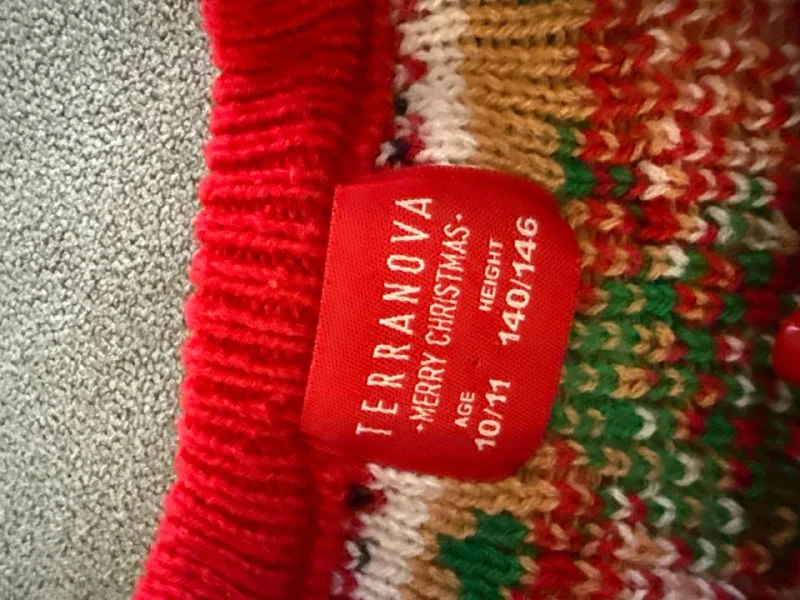 TERRANOVA
•MERRY CHRISTMAS•
AGE HEIGHT
10/11 140/146